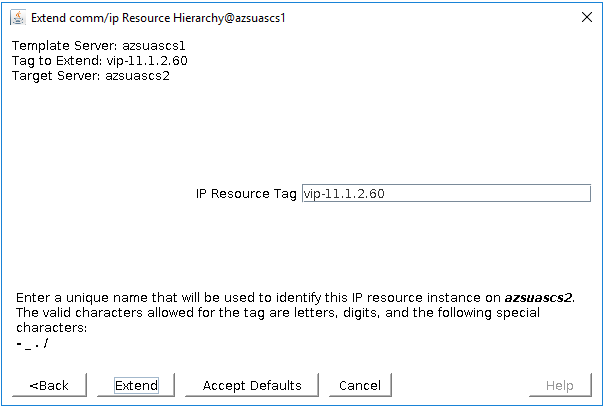 Extend comm/ip Resource Hierarchy@azsuascs1
Template Server: azsuascs1
Tag to Extend: vip-11.1.2.60
Target Server: azsuascs2
IP Resource Tag vip-11.1.2.60
Enter a unique name that will be used to identify this IP resource instance on azsuascs2.
The valid characters allowed for the tag are letters, digits, and the following special
characters:
- _ . /
<Back Extend Accept Defaults Cancel Help